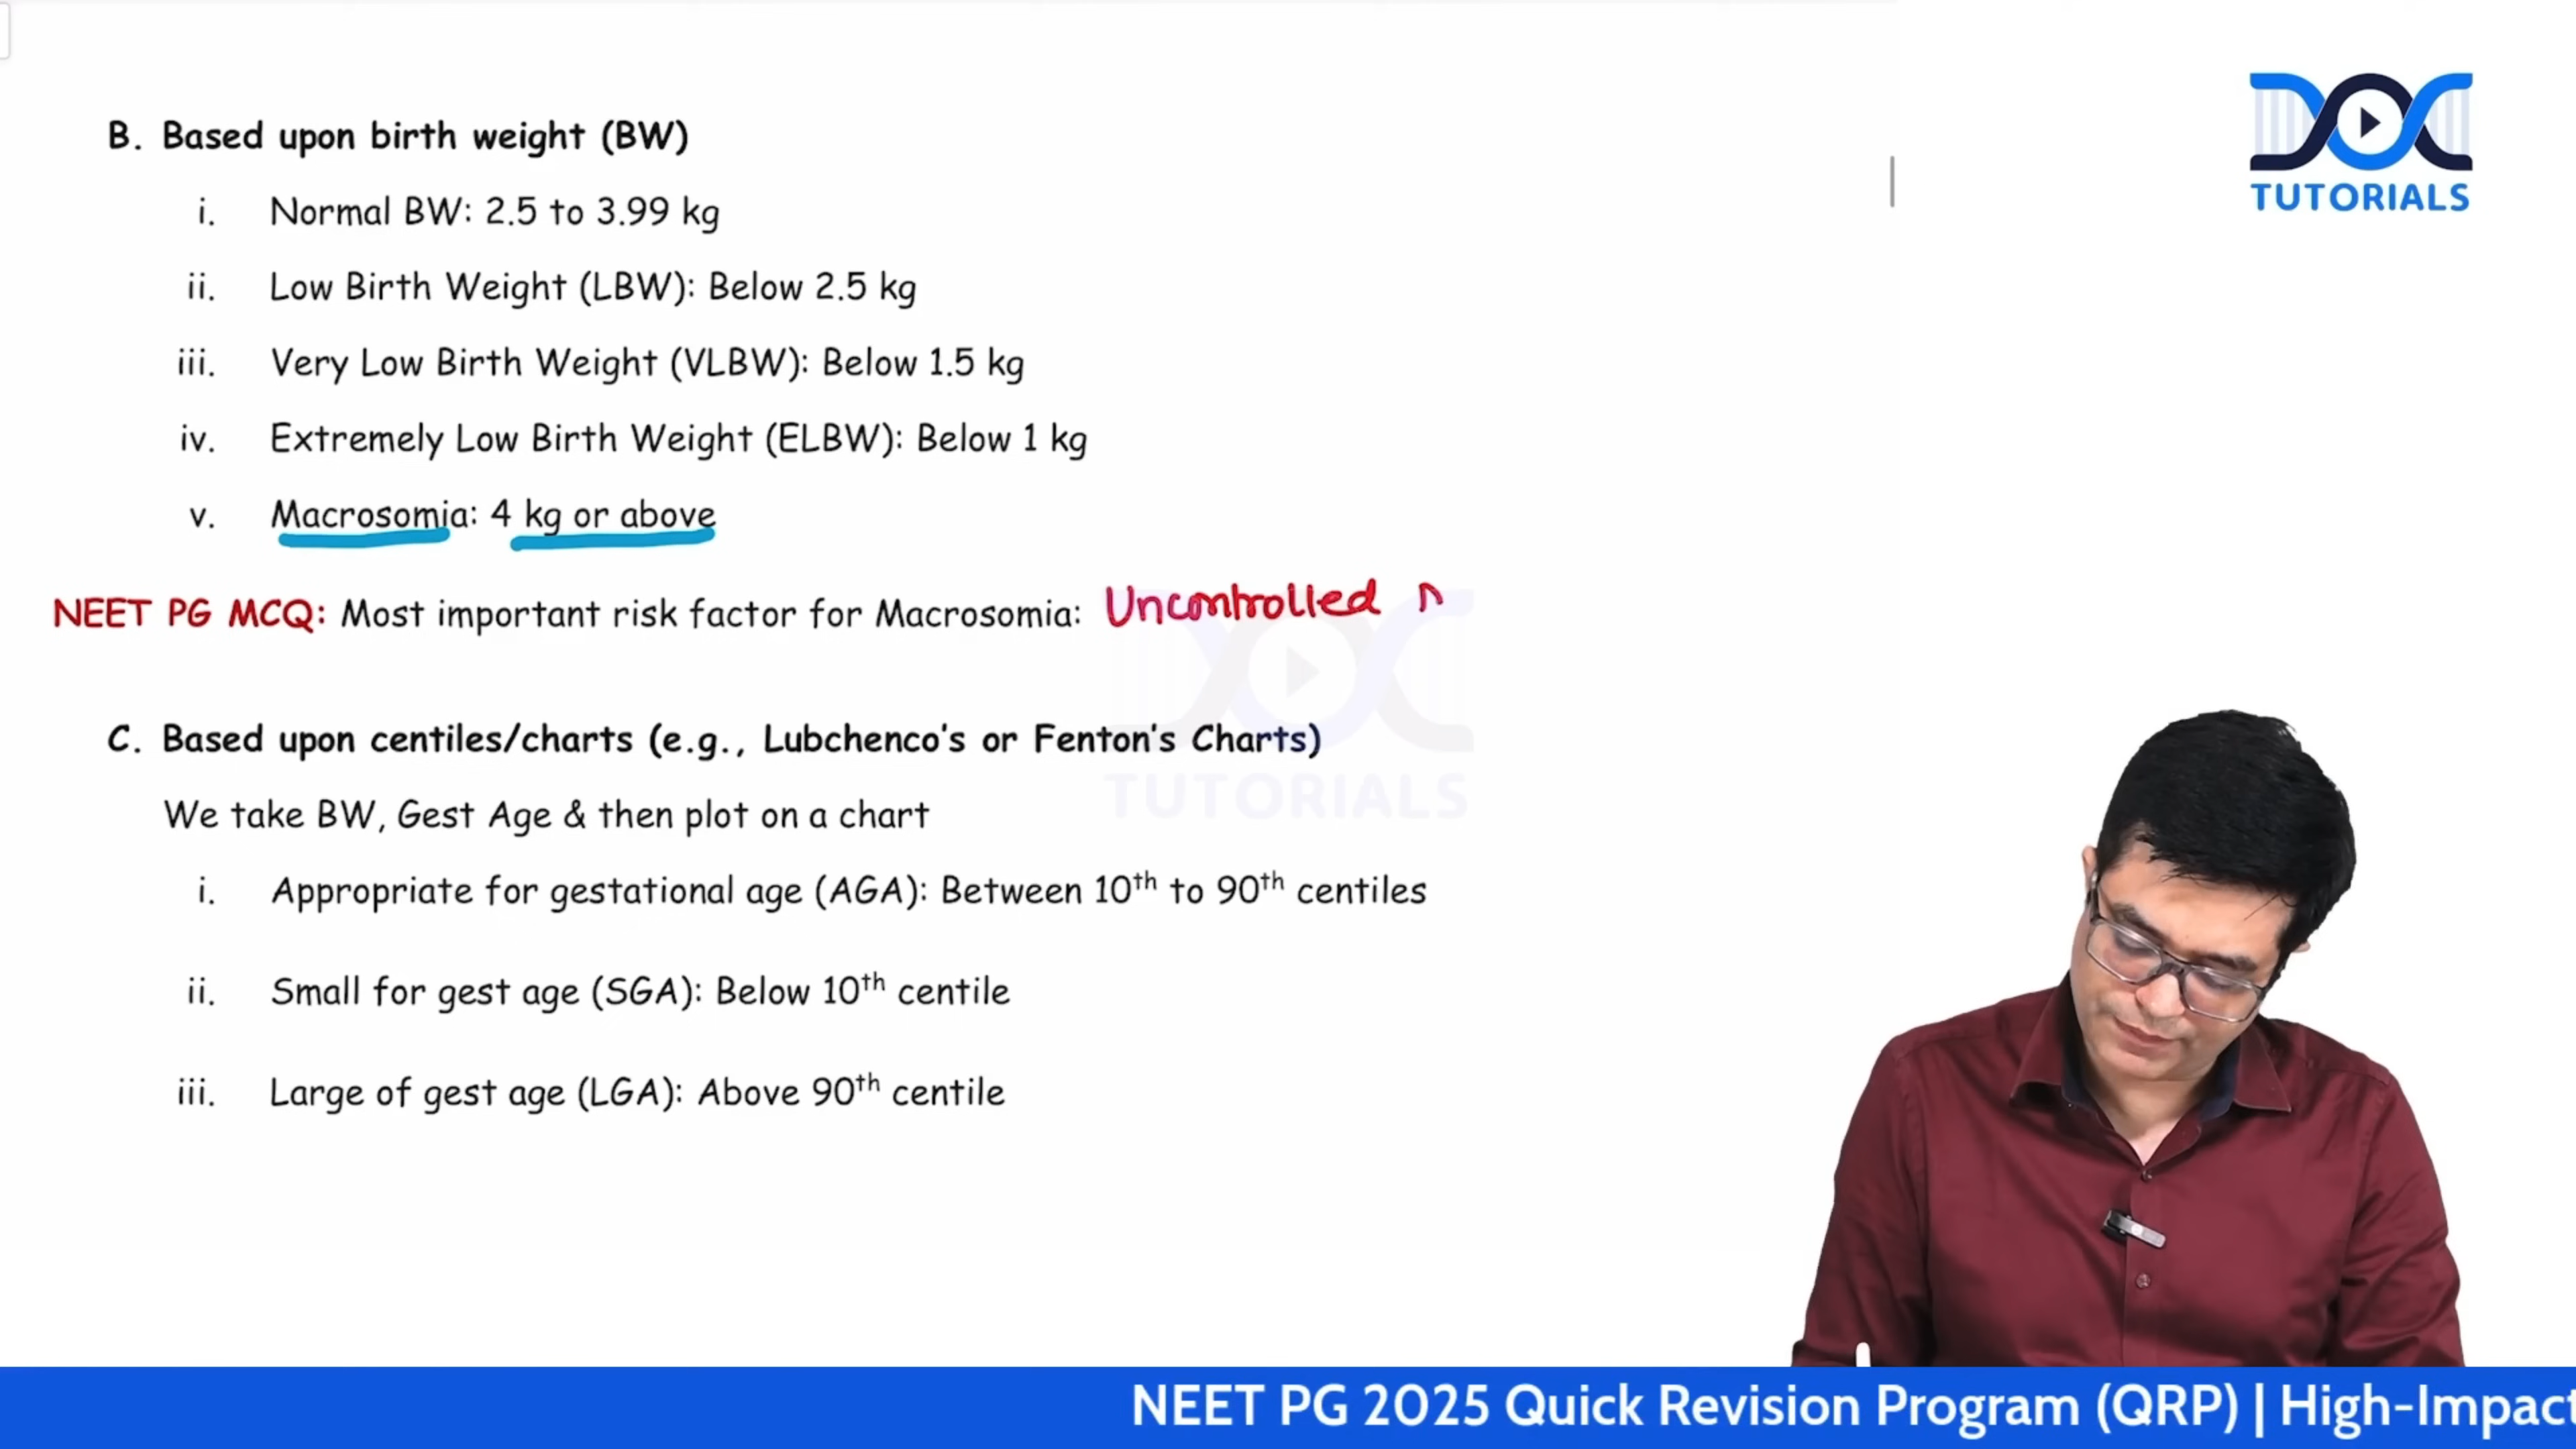 B. Based upon birth weight (BW)
i. Normal BW: 2.5 to 3.99 kg
ii. Low Birth Weight (LBW): Below 2.5 kg
iii. Very Low Birth Weight (VLBW): Below 1.5 kg
iv. Extremely Low Birth Weight (ELBW): Below 1 kg
v. Macrosomia: 4 kg or above
NEET PG MCQ: Most important risk factor for Macrosomia: Uncontrolled
C. Based upon centiles/charts (e.g., Lubchenco's or Fenton's Charts)
We take BW, Gest Age & then plot on a chart
i. Appropriate for gestational age (AGA): Between 10th to 90th centiles
ii. Small for gest age (SGA): Below 10th centile
iii. Large of gest age (LGA): Above 90th centile
DOC
TUTORIALS
DOC
TUTORIALS
NEET PG 2025 Quick Revision Program (QRP) | High-Impact